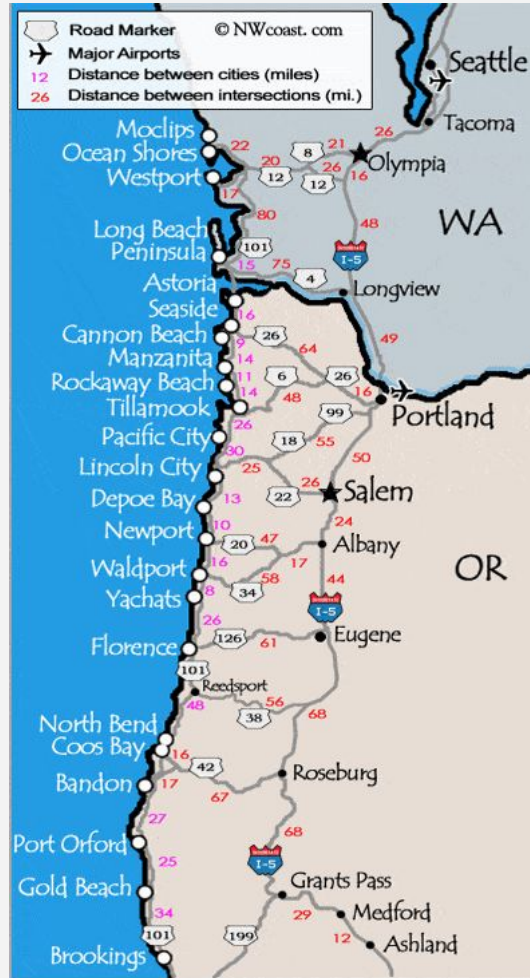 Road Marker © NWcoast. com
Major Airports
12 Distance between cities (miles)
26 Distance between intersections (mi.)
Seattle
26
Tacoma
Moclips
22
8
21
Olympia
Ocean Shores
20
26
16
Westport
12
12
17
80
48
WA
Long Beach
Peninsula
101
15
75
4
I-5
Longview
Astoria
Seaside
16
49
Cannon Beach
9
26
64
Manzanita
14
6
26
Rockaway Beach
11
48
16
Tillamook
14
99
Portland
Pacific City
26
18
55
50
30
Lincoln City
25
22
26
Salem
Depoe Bay
13
24
Newport
10
20
47
17
Albany
Waldport
16
58
44
OR
Yachats
8
34
I-5
26
Florence
126
61
Eugene
101
Reedsport
48
56
38
68
North Bend
Coos Bay
16
42
Bandon
17
67
Roseburg
27
Port Orford
68
25
I-5
Gold Beach
Grants Pass
34
29
Medford
101
199
12
Ashland
Brookings